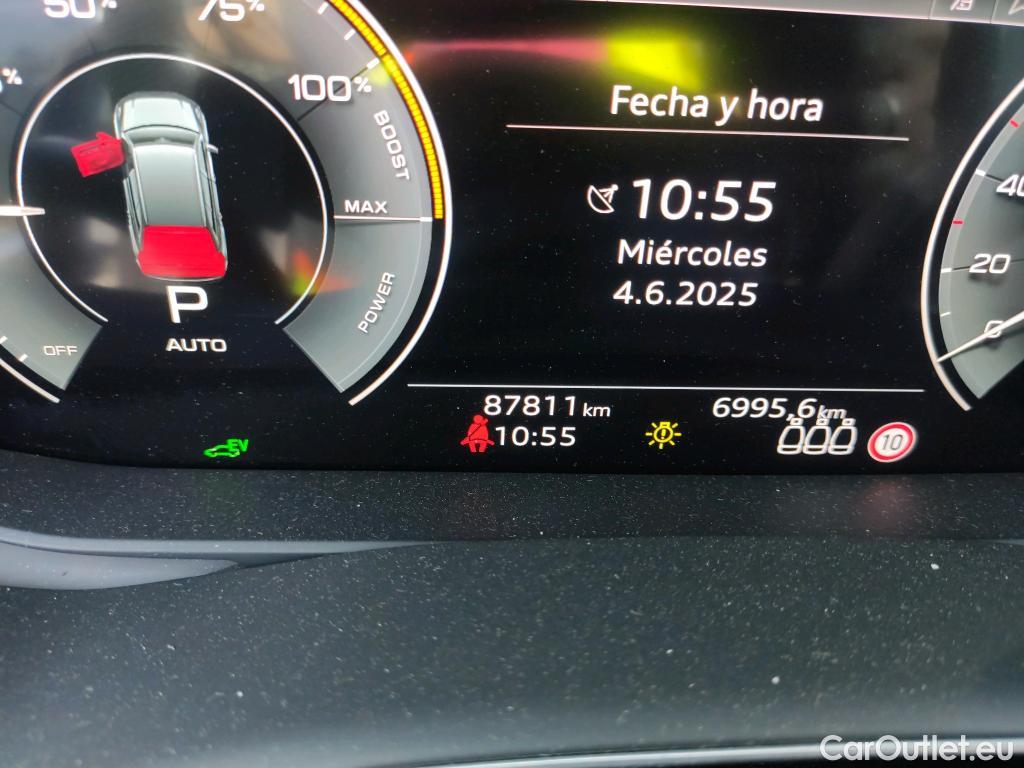 50%
75%
%
100%
BOOST
MAX
POWER
OFF
P
AUTO
Fecha y hora
10:55
Miércoles
4.6.2025
40
20
0
87811 km
6995,6 km
EV
10:55
10
CarOutlet.eu